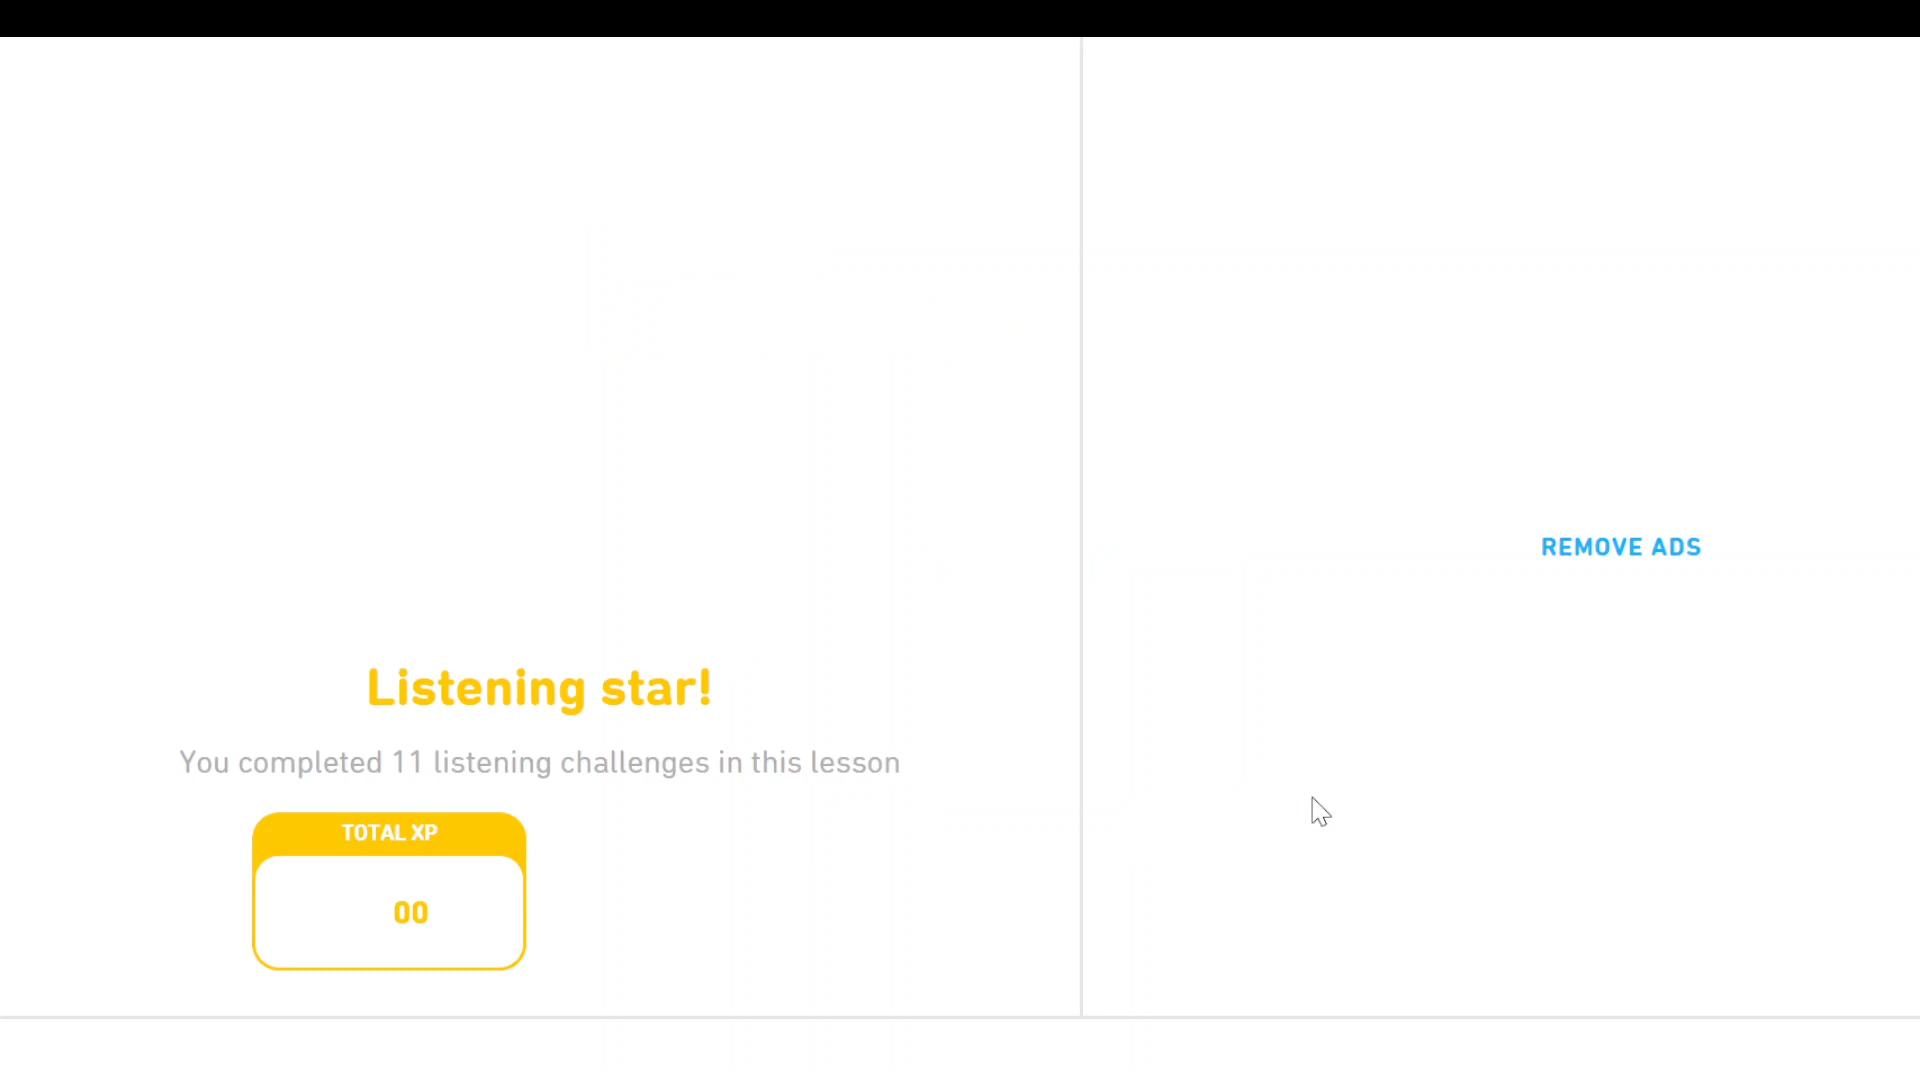 REMOVE ADS
Listening star!
You completed 11 listening challenges in this lesson
TOTAL XP
00